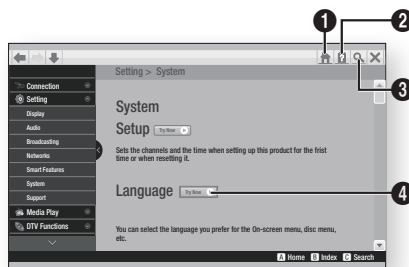 1
2
Setting > System
3
Connection
Setting
Display
Audio
Broadcasting
Networks
Smart Features
System
Support
Media Play
DTV Functions
System
Setup Try Now
Sets the channels and the time when setting up this product for the frist
time or when resetting it.
Language Try Now
4
You can select the language you prefer for the On-screen menu, disc menu,
etc.
A Home B Index C Search